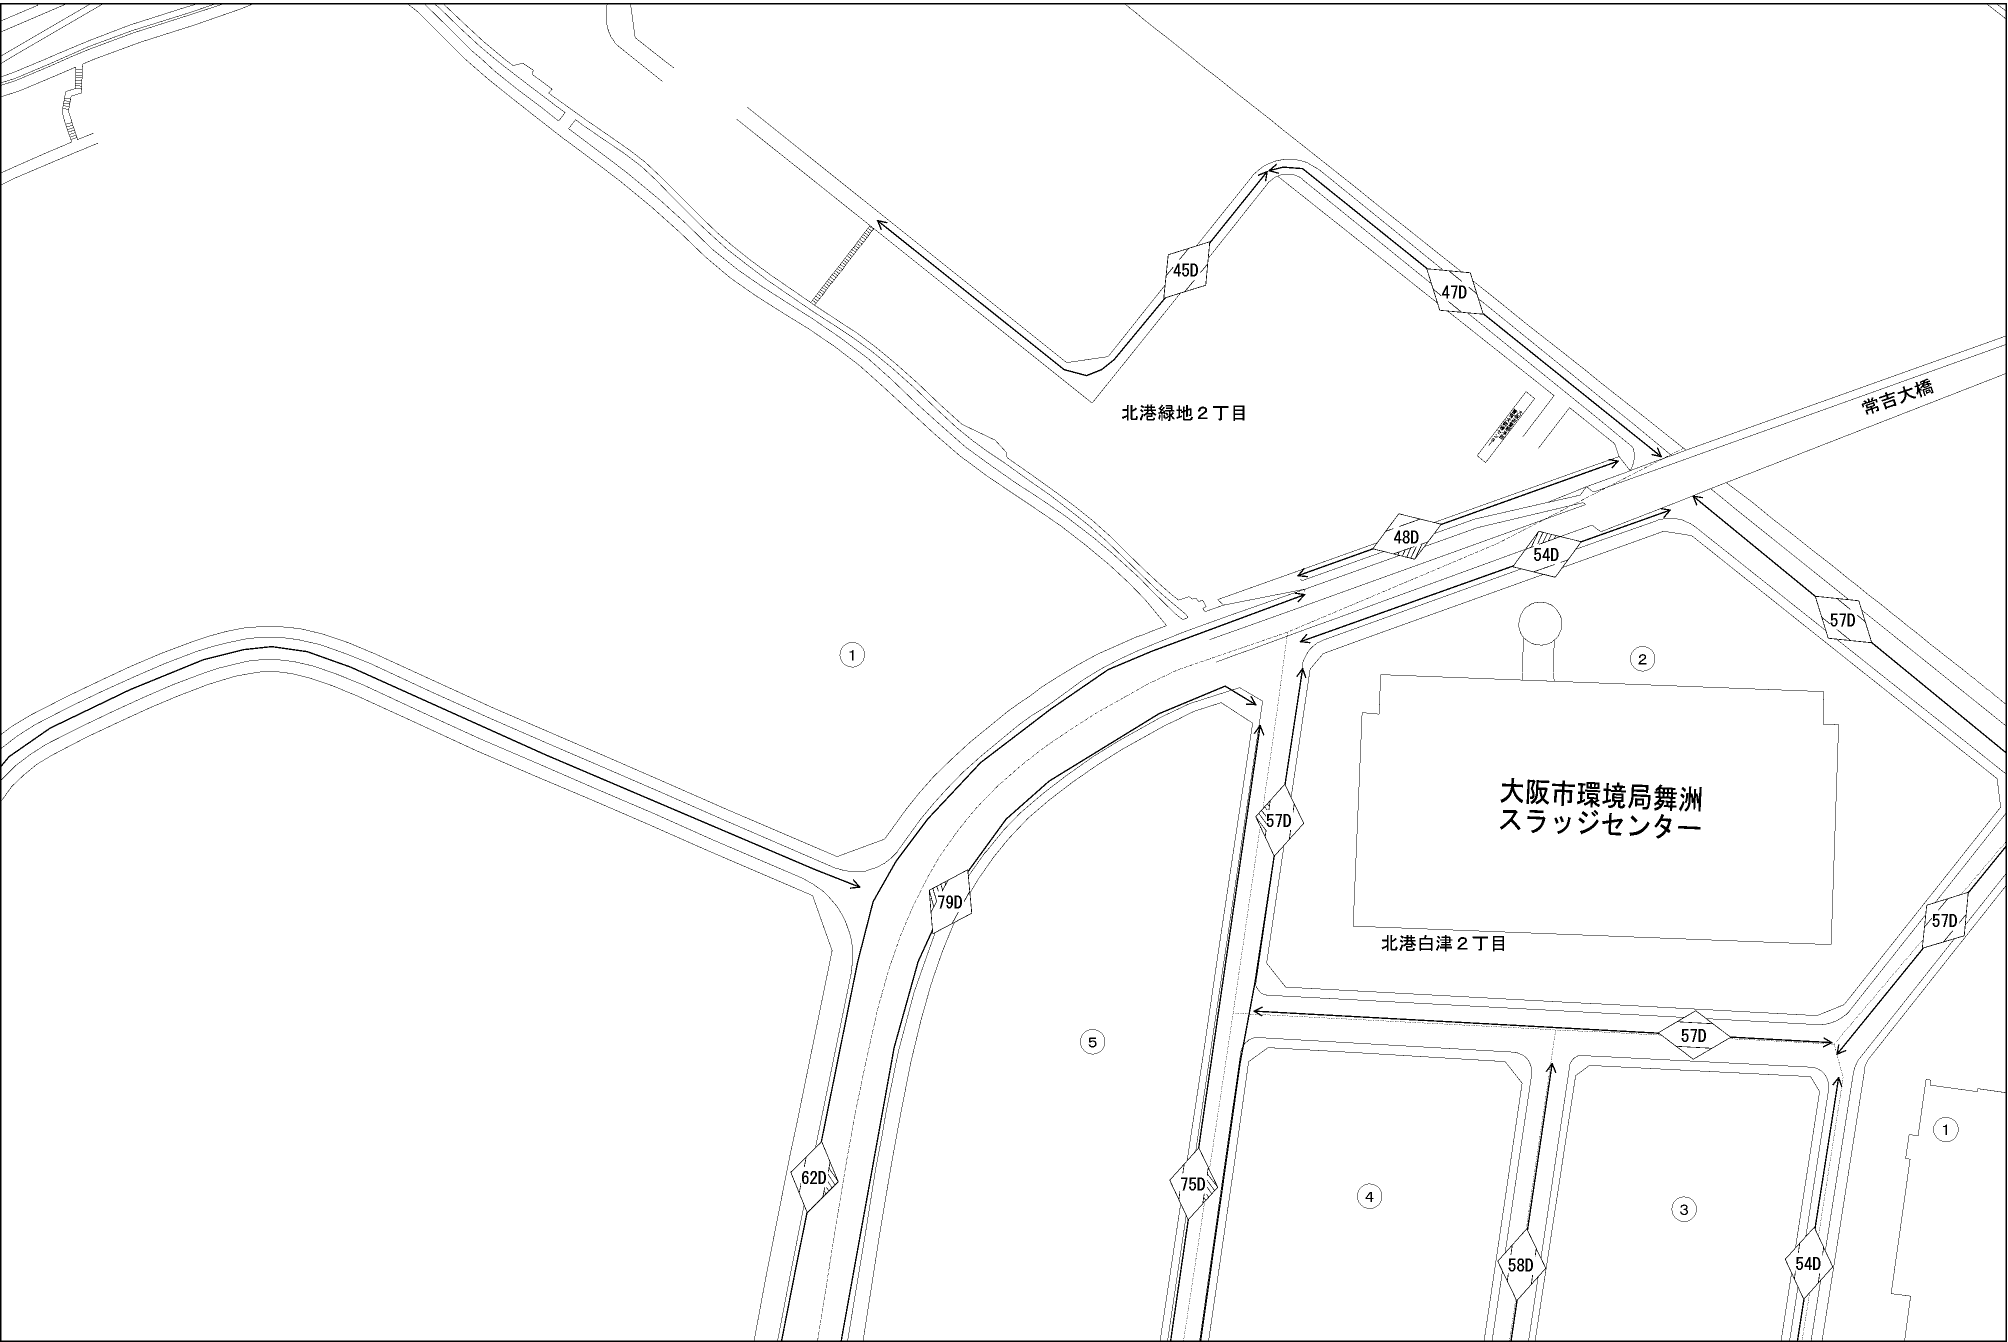 45D
47D
常吉大橋
北港緑地２丁目
48D
54D
57D
①
②
大阪市環境局舞洲
スラッジセンター
57D
79D
57D
北港白津２丁目
57D
⑤
①
62D
75D
④
③
58D
54D